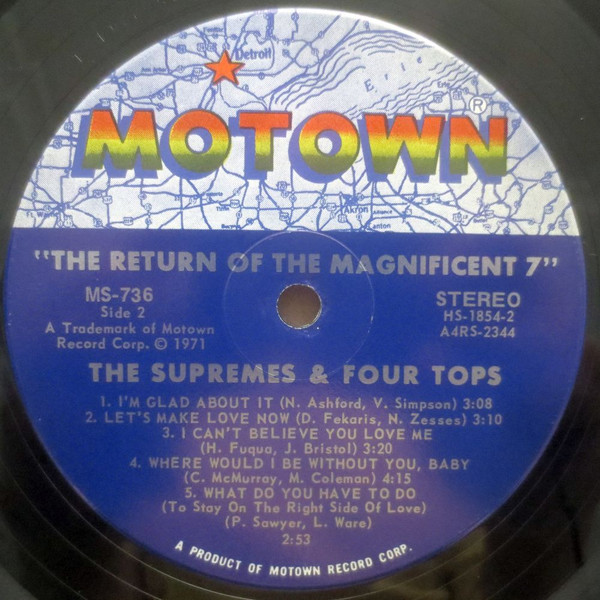 Detroit
Erie
Erie
MOTOWN®
Akron
Canton
"THE RETURN OF THE MAGNIFICENT 7"
MS-736
Side 2
A Trademark of Motown
Record Corp. © 1971
STEREO
HS-1854-2
A4RS-2344
THE SUPREMES & FOUR TOPS
1. I'M GLAD ABOUT IT (N. Ashford, V. Simpson) 3:08
2. LET'S MAKE LOVE NOW (D. Fekaris, N. Zesses) 3:10
3. I CAN'T BELIEVE YOU LOVE ME
(H. Fuqua, J. Bristol) 3:20
4. WHERE WOULD I BE WITHOUT YOU, BABY
(C. McMurray, M. Coleman) 4:15
5. WHAT DO YOU HAVE TO DO
(To Stay On The Right Side Of Love)
(P. Sawyer, L. Ware)
2:53
A PRODUCT OF MOTOWN RECORD CORP.